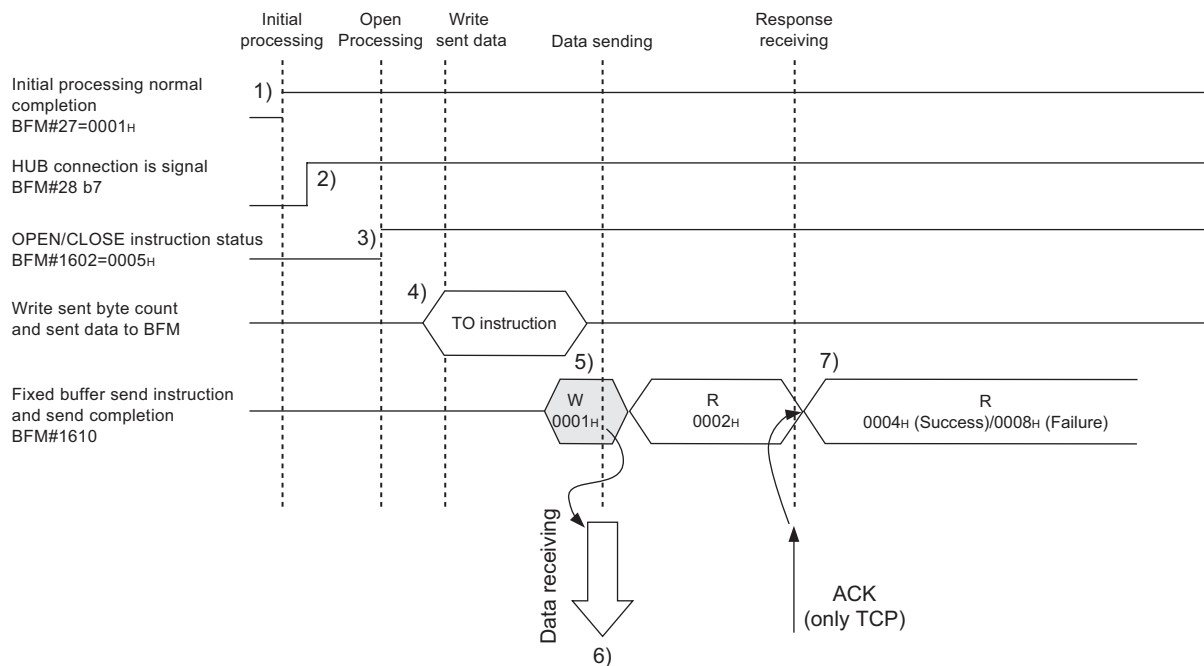 Initial
processing
Open
Processing
Write
sent data
Data sending
Response
receiving
Initial processing normal
completion
BFM#27=0001H
1)
HUB connection is signal
BFM#28 b7
2)
OPEN/CLOSE instruction status
BFM#1602=0005H
3)
Write sent byte count
and sent data to BFM
4)
TO instruction
Fixed buffer send instruction
and send completion
BFM#1610
5)
W
0001H
R
0002H
7)
R
0004H (Success)/0008H (Failure)
Data receiving
6)
ACK
(only TCP)